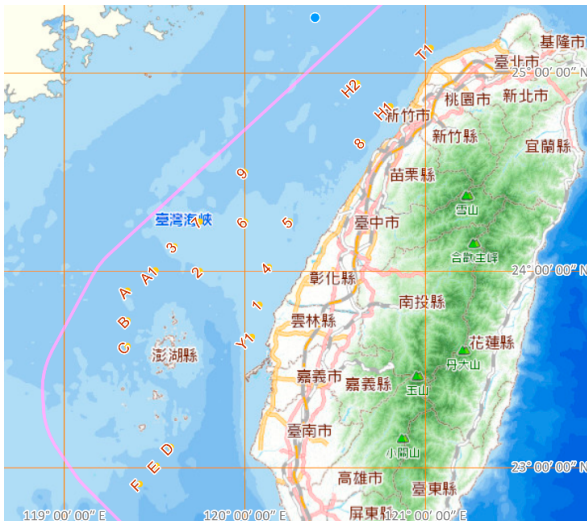 基隆市
T1
臺北市
25° 00' 00" N
H2
桃園市
新北市
H1
新竹市
新竹縣
8
宜蘭縣
9
苗栗縣
雪山
臺灣海峽
7
6
5
臺中市
3
合歡主峰
A1
2
4
24° 00' 00" N
彰化縣
A
1
南投縣
B
雲林縣
Y1
花蓮縣
C
澎湖縣
丹大山
嘉義市
嘉義縣
玉山
臺南市
小關山
D
E
23° 00' 00" N
F
高雄市
臺東縣
屏東縣
119° 00' 00" E
120° 00' 00" E
121° 00' 00" E